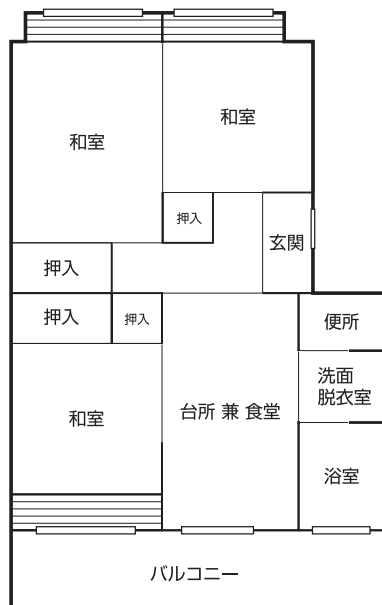 和室
和室
押入
玄関
押入
押入
押入
便所
洗面
脱衣室
和室
台所 兼 食堂
浴室
バルコニー